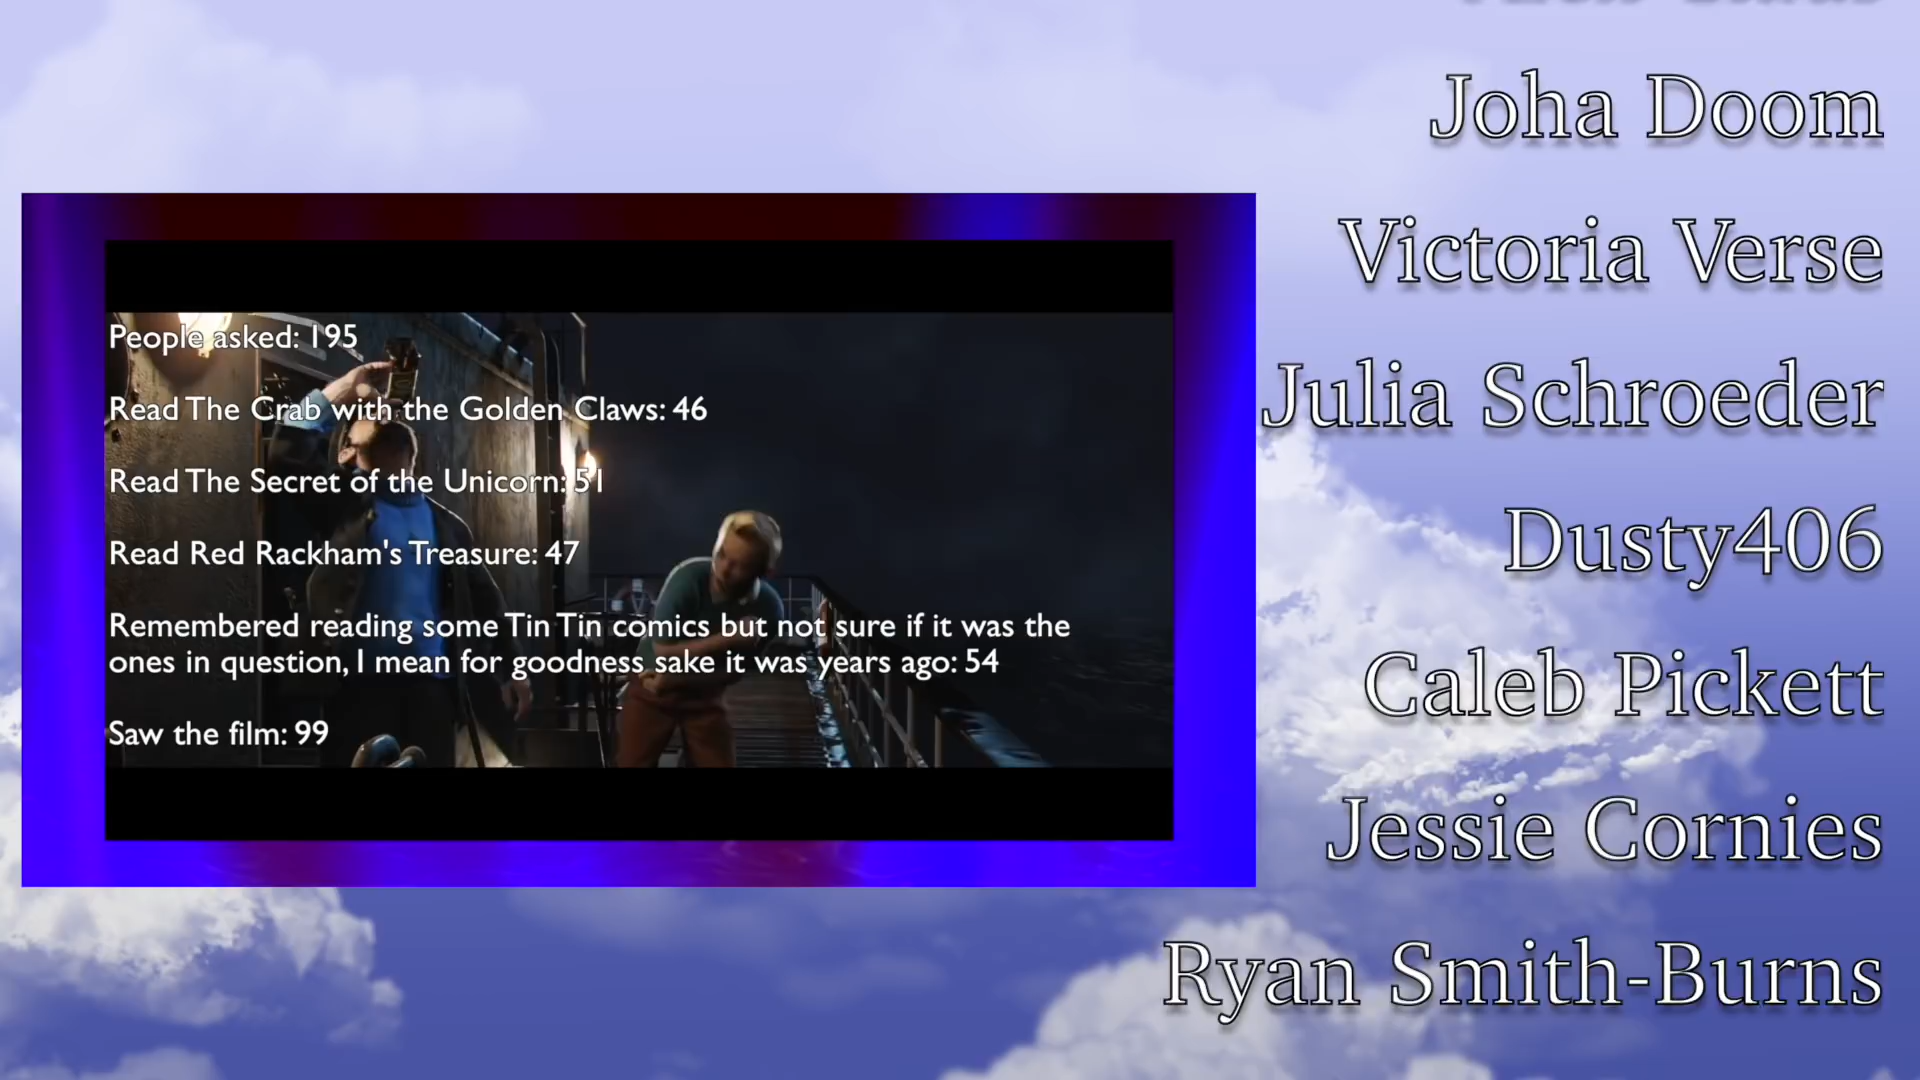 People asked: 195
Read The Crab with the Golden Claws: 46
Read The Secret of the Unicorn: 51
Read Red Rackham's Treasure: 47
Remembered reading some Tin Tin comics but not sure if it was the
ones in question, I mean for goodness sake it was years ago: 54
Saw the film: 99
Joha Doom
Victoria Verse
Julia Schroeder
Dusty406
Caleb Pickett
Jessie Cornies
Ryan Smith-Burns